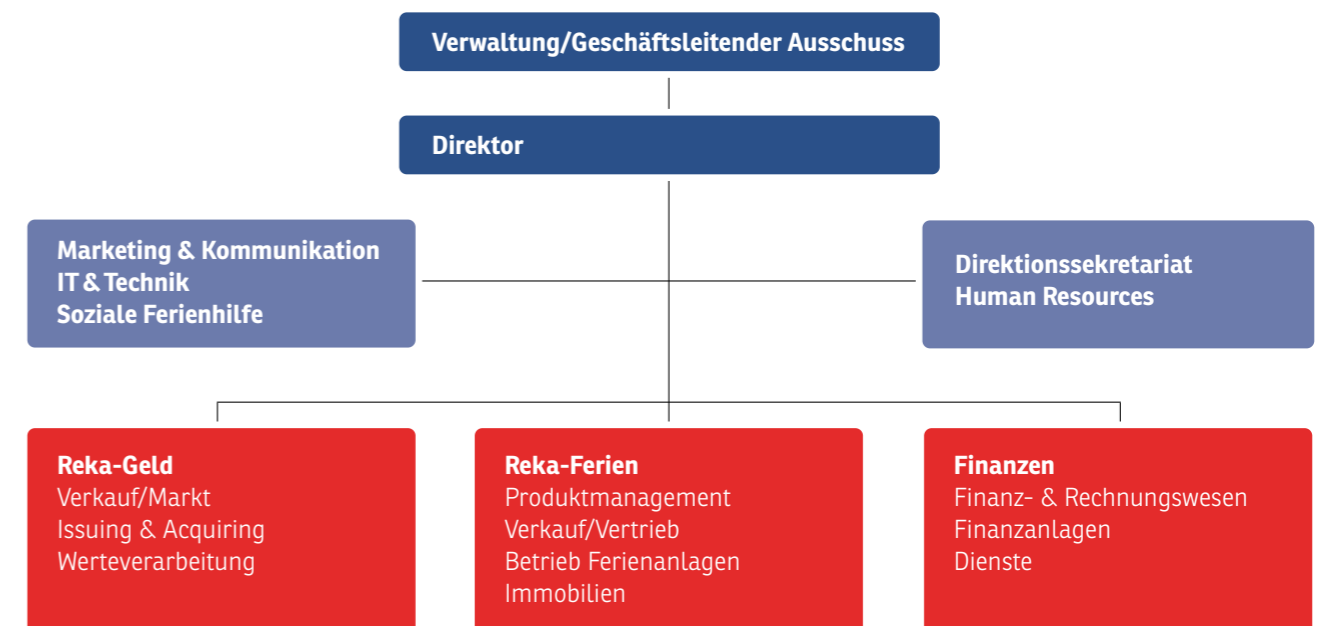 Verwaltung/Geschäftsleitender Ausschuss
Direktor
Marketing & Kommunikation
IT & Technik
Soziale Ferienhilfe
Direktionssekretariat
Human Resources
Reka-Geld
Verkauf/Markt
Issuing & Acquiring
Werteverarbeitung
Reka-Ferien
Produktmanagement
Verkauf/Vertrieb
Betrieb Ferienanlagen
Immobilien
Finanzen
Finanz- & Rechnungswesen
Finanzanlagen
Dienste